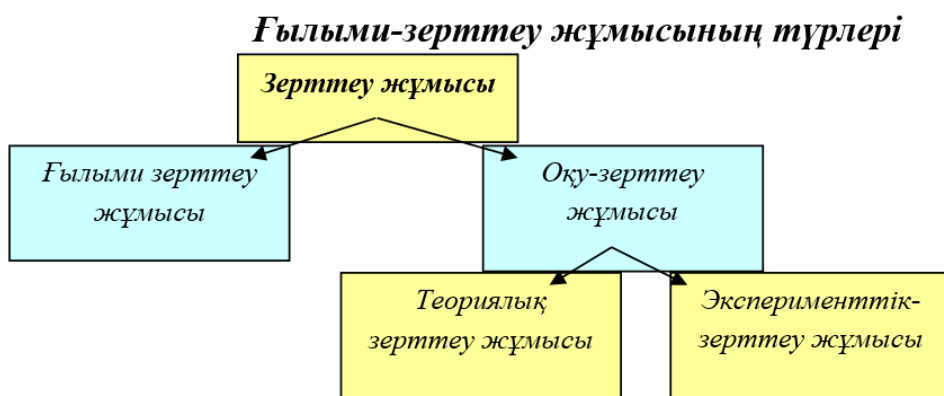 Ғылыми-зерттеу жұмысының түрлері
Зерттеу жұмысы
Ғылыми зерттеу
жұмысы
Оқу-зерттеу
жұмысы
Теориялық
зерттеу жұмысы
Эксперименттік-
зерттеу жұмысы